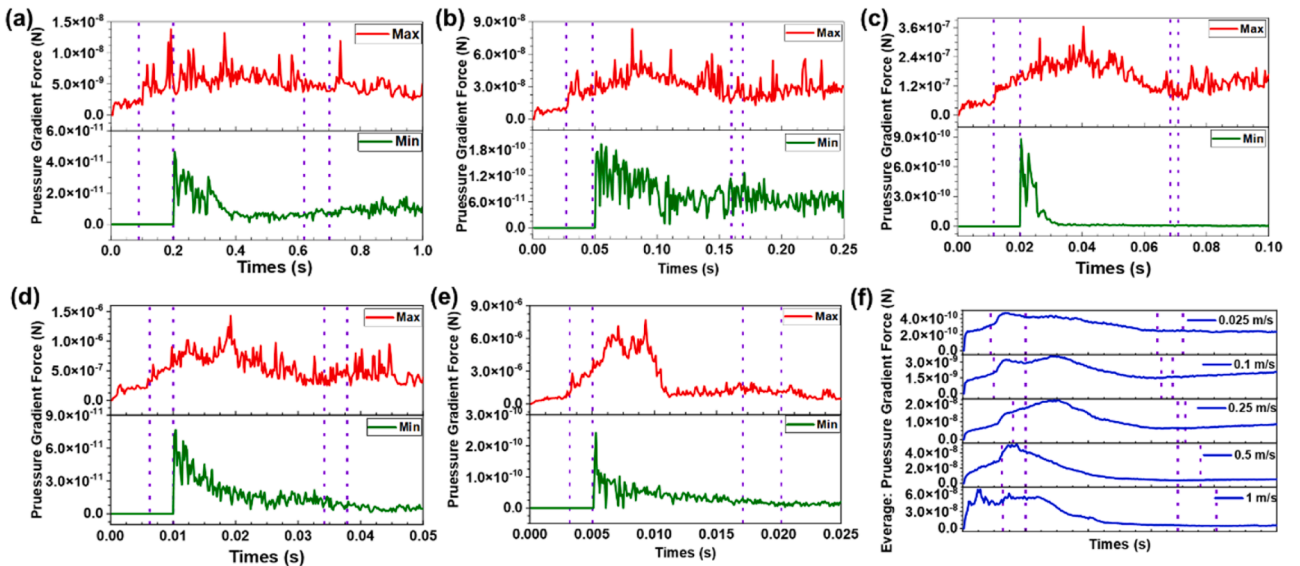 (a)
Pruessure Gradient Force (N)
1.5×10⁻⁸
1.0×10⁻⁸
5.0×10⁻⁹
0.0
Max
6.0×10⁻¹¹
4.0×10⁻¹¹
2.0×10⁻¹¹
0.0
Min
0.0 0.2 0.4 0.6 0.8 1.0
Times (s)
(b)
Pruessure Gradient Force (N)
9.0×10⁻⁸
6.0×10⁻⁸
3.0×10⁻⁸
0.0
Max
1.8×10⁻¹⁰
1.2×10⁻¹⁰
6.0×10⁻¹¹
0.0
Min
0.00 0.05 0.10 0.15 0.20 0.25
Times (s)
(c)
Pruessure Gradient Force (N)
3.6×10⁻⁷
2.4×10⁻⁷
1.2×10⁻⁷
0.0
Max
9.0×10⁻¹⁰
6.0×10⁻¹⁰
3.0×10⁻¹⁰
0.0
Min
0.00 0.02 0.04 0.06 0.08 0.10
Times (s)
(d)
Pruessure Gradient Force (N)
1.5×10⁻⁶
1.0×10⁻⁶
5.0×10⁻⁷
0.0
Max
9.0×10⁻¹¹
6.0×10⁻¹¹
3.0×10⁻¹¹
0.0
Min
0.00 0.01 0.02 0.03 0.04 0.05
Times (s)
(e)
Pruessure Gradient Force (N)
9.0×10⁻⁶
6.0×10⁻⁶
3.0×10⁻⁶
0.0
Max
3.0×10⁻¹⁰
2.0×10⁻¹⁰
1.0×10⁻¹⁰
0.0
Min
0.000 0.005 0.010 0.015 0.020 0.025
Times (s)
(f)
Everage: Pruessure Gradient Force (N)
4.0×10⁻¹⁰
2.0×10⁻¹⁰
0.0
0.025 m/s
3.0×10⁻⁹
1.5×10⁻⁹
0.0
0.1 m/s
2.0×10⁻⁸
1.0×10⁻⁸
0.0
0.25 m/s
4.0×10⁻⁸
2.0×10⁻⁸
0.0
0.5 m/s
6.0×10⁻⁸
3.0×10⁻⁸
0.0
1 m/s
Times (s)